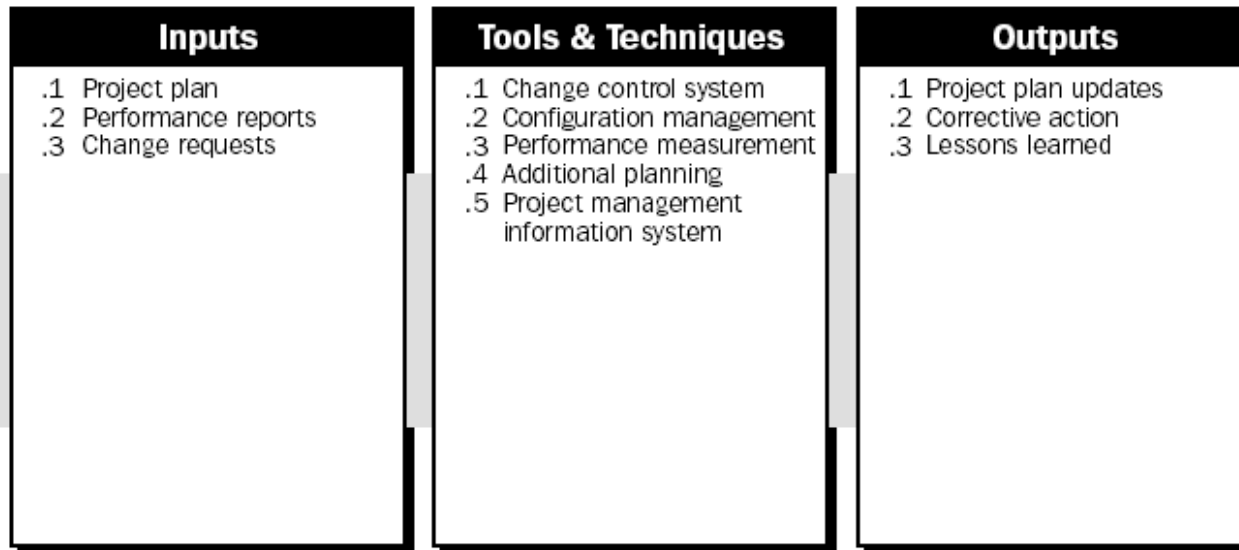 Inputs
.1 Project plan
.2 Performance reports
.3 Change requests
Tools & Techniques
.1 Change control system
.2 Configuration management
.3 Performance measurement
.4 Additional planning
.5 Project management
information system
Outputs
.1 Project plan updates
.2 Corrective action
.3 Lessons learned